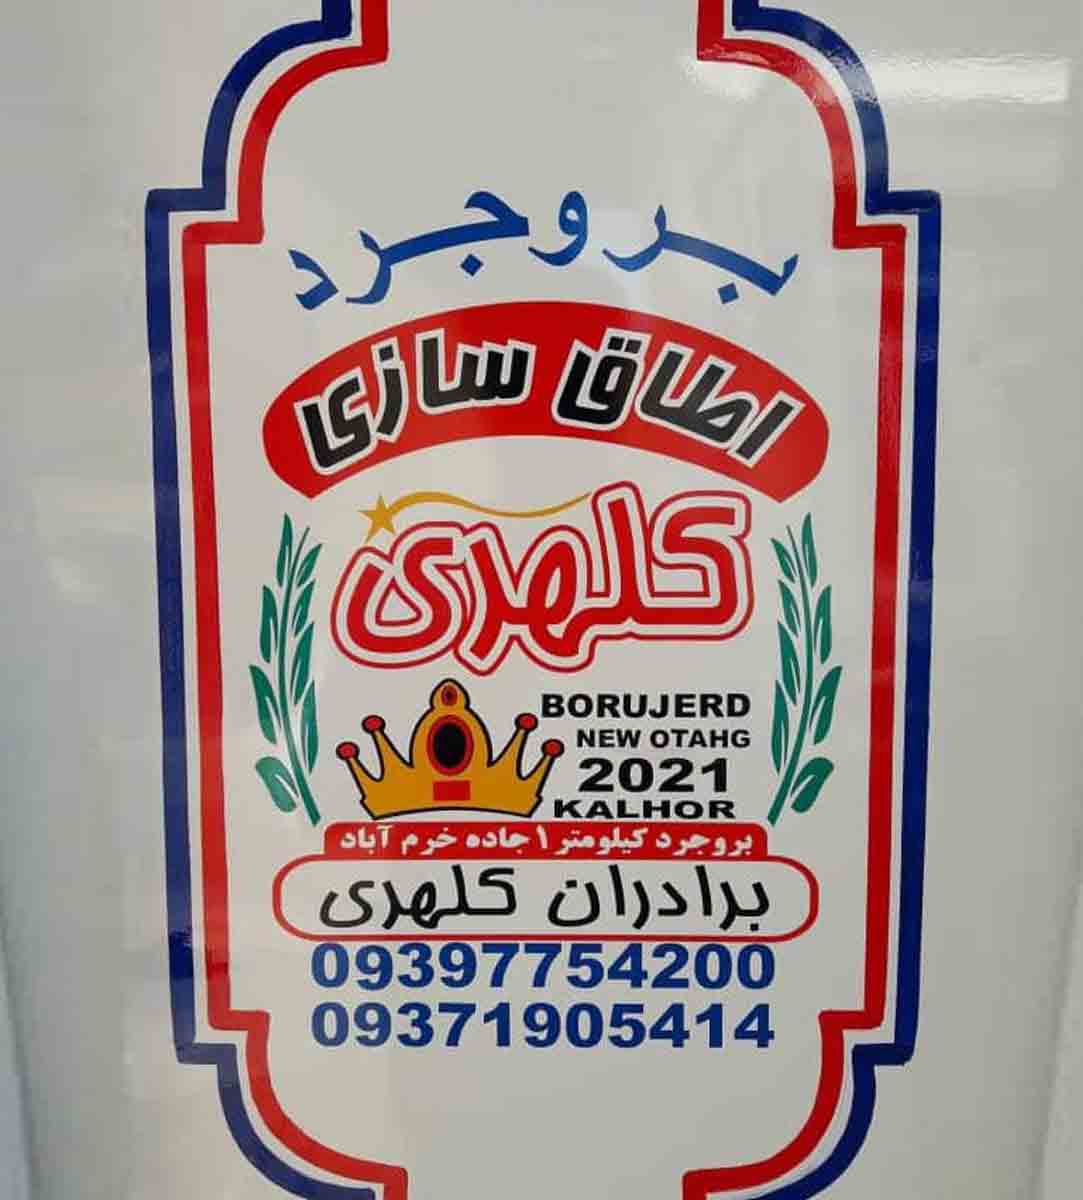 بروجرد
اطاق سازی
کلهری
BORUJERD
NEW OTAHG
2021
KALHOR
بروجرد کیلومتر ۱ جاده خرم آباد
برادران کلهری
09397754200
09371905414